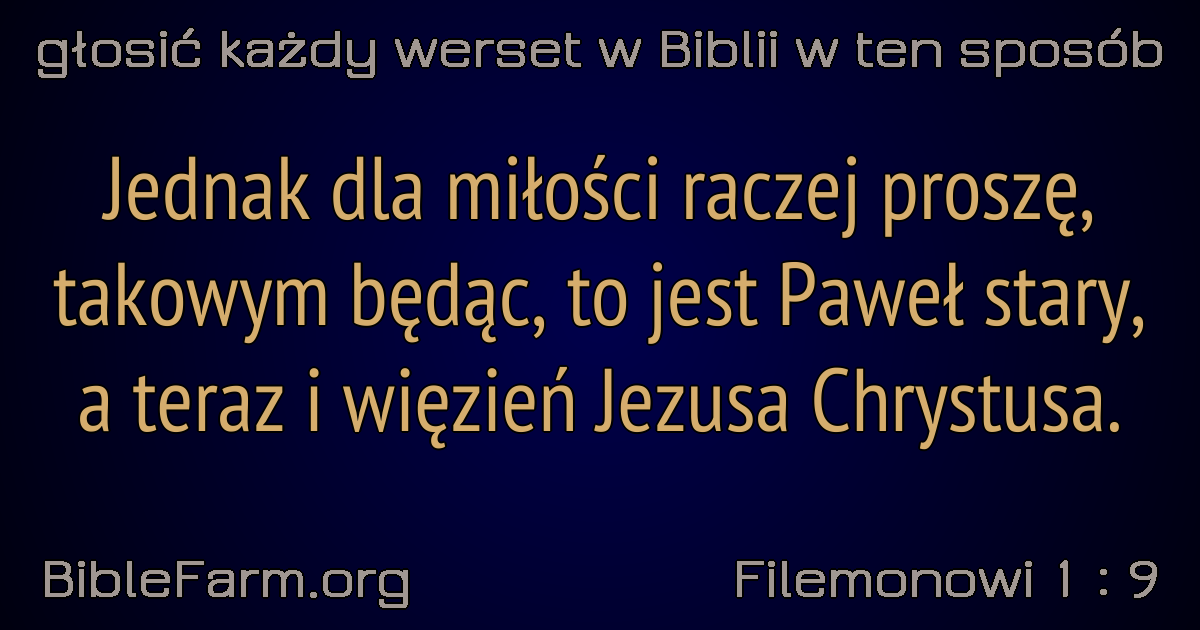 głosić każdy werset w Biblii w ten sposób
Jednak dla miłości raczej proszę,
takowym będąc, to jest Paweł stary,
a teraz i więzień Jezusa Chrystusa.
BibleFarm.org
Filemonowi 1 : 9